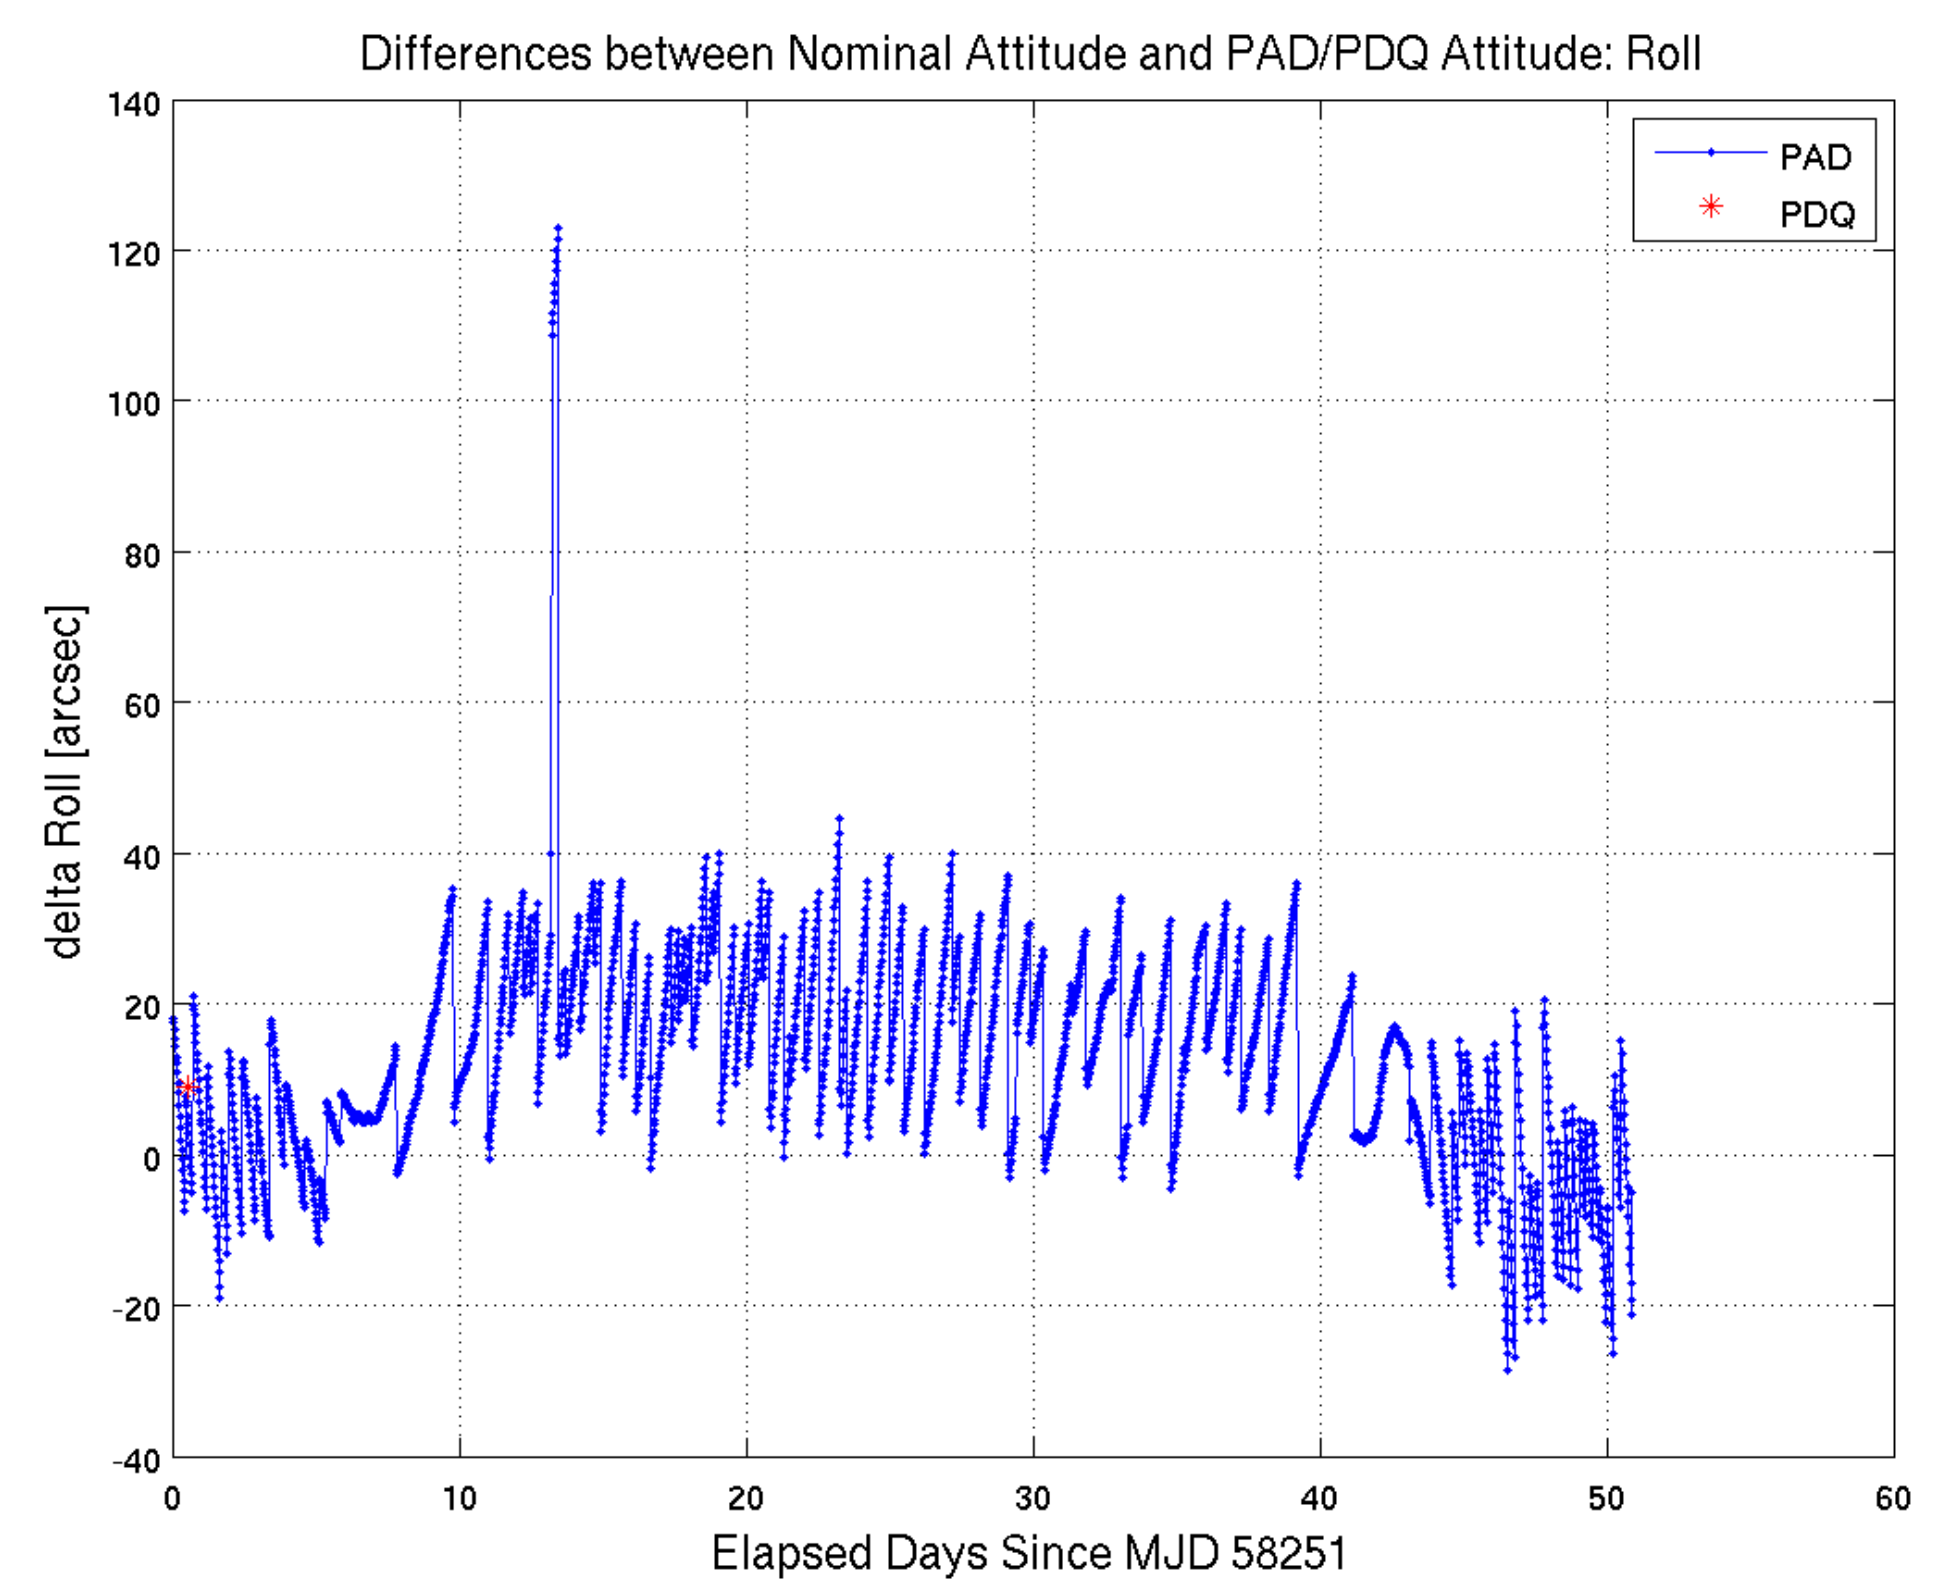 Differences between Nominal Attitude and PAD/PDQ Attitude: Roll
140
120
100
80
60
40
20
0
-20
-40
delta Roll [arcsec]
PAD
PDQ
0 10 20 30 40 50 60
Elapsed Days Since MJD 58251